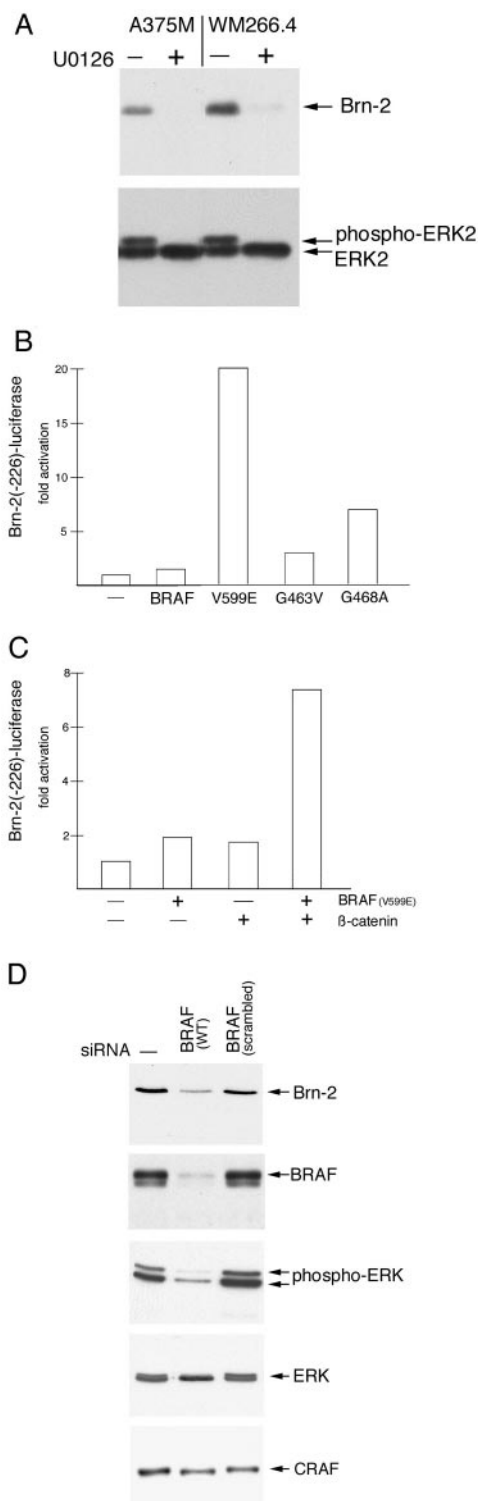 A
A375M WM266.4
U0126 – + – +
Brn-2
phospho-ERK2
ERK2
B
Brn-2(-226)-luciferase
fold activation
20
15
10
5
— BRAF V599E G463V G468A
C
Brn-2(-226)-luciferase
fold activation
8
6
4
2
— + — + BRAF (V599E)
— — + + ß-catenin
D
siRNA — BRAF (WT) BRAF (scrambled)
Brn-2
BRAF
phospho-ERK
ERK
CRAF